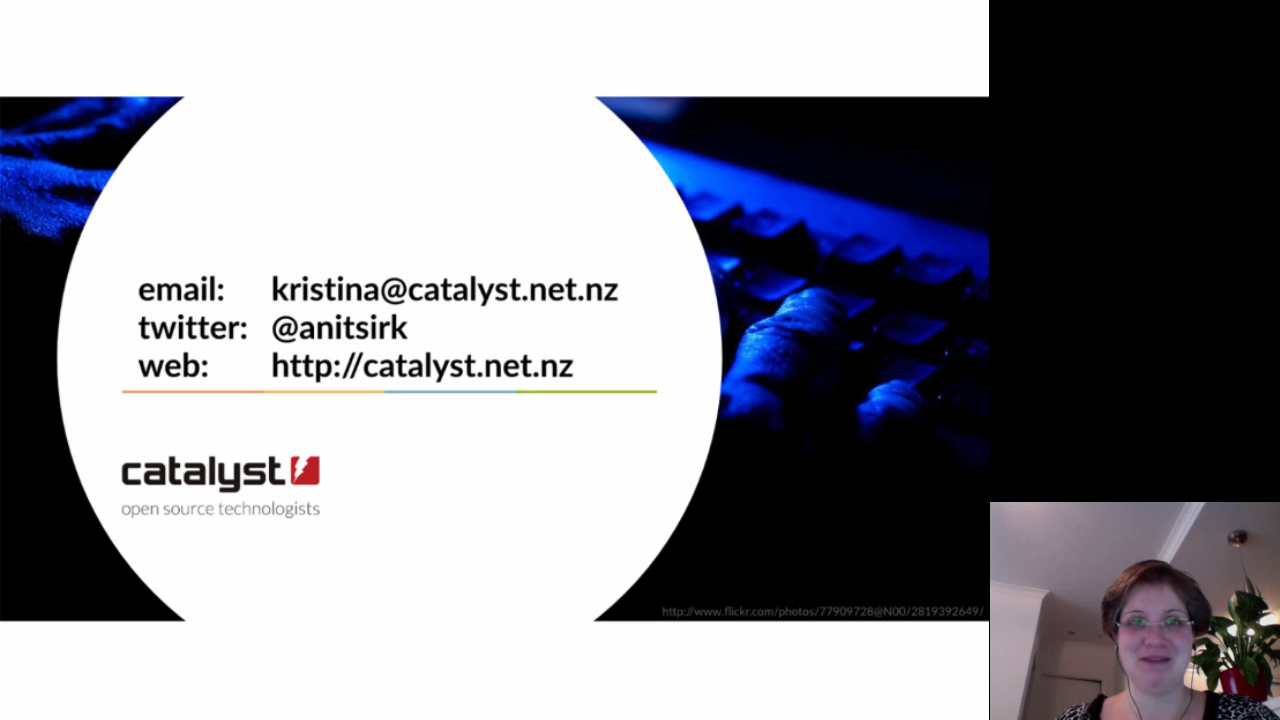 email: kristina@catalyst.net.nz
twitter: @anitsirk
web: http://catalyst.net.nz
catalyst
open source technologists
http://www.flickr.com/photos/77909728@N00/2819392649/